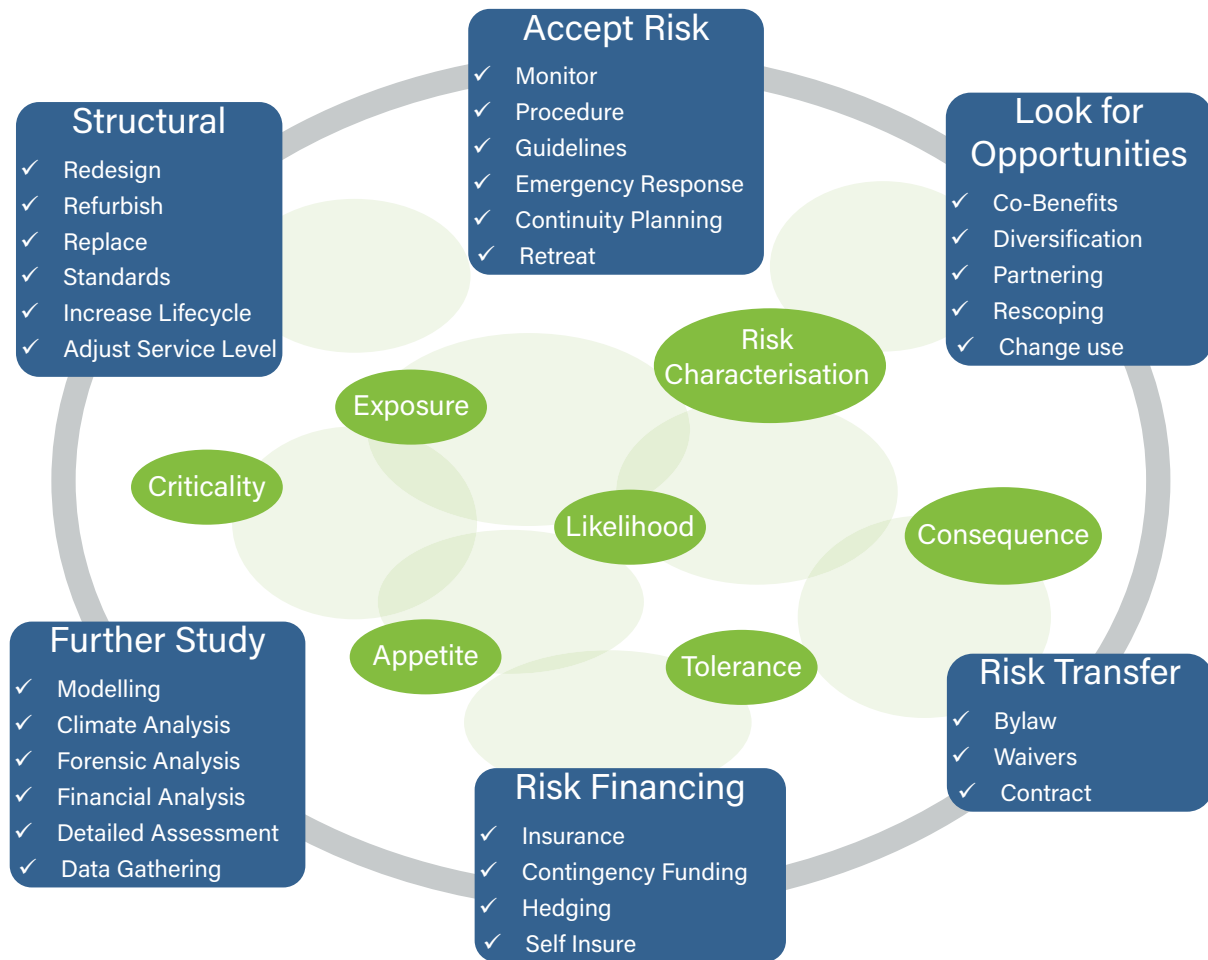 Accept Risk
✓ Monitor
✓ Procedure
✓ Guidelines
✓ Emergency Response
✓ Continuity Planning
✓ Retreat
Structural
✓ Redesign
✓ Refurbish
✓ Replace
✓ Standards
✓ Increase Lifecycle
✓ Adjust Service Level
Look for
Opportunities
✓ Co-Benefits
✓ Diversification
✓ Partnering
✓ Rescoping
✓ Change use
Risk
Characterisation
Exposure
Criticality
Likelihood
Consequence
Appetite
Tolerance
Further Study
✓ Modelling
✓ Climate Analysis
✓ Forensic Analysis
✓ Financial Analysis
✓ Detailed Assessment
✓ Data Gathering
Risk Transfer
✓ Bylaw
✓ Waivers
✓ Contract
Risk Financing
✓ Insurance
✓ Contingency Funding
✓ Hedging
✓ Self Insure